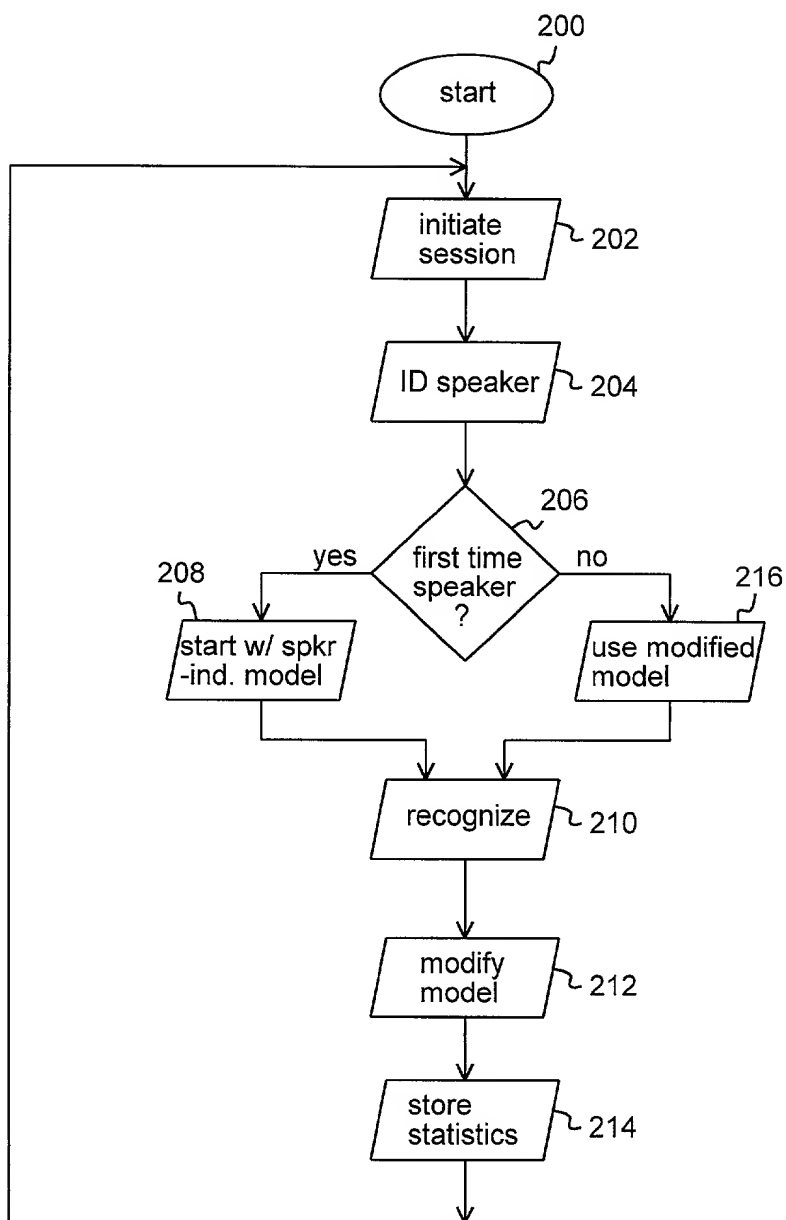 200
start
initiate
session
202
ID speaker
204
206
yes
first time
speaker
?
no
208
start w/ spkr
-ind. model
216
use modified
model
recognize
210
modify
model
212
store
statistics
214